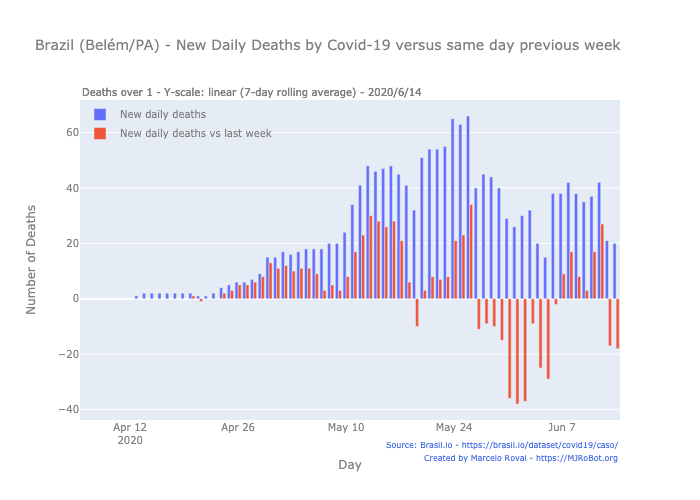 Brazil (Belém/PA) - New Daily Deaths by Covid-19 versus same day previous week
Deaths over 1 - Y-scale: linear (7-day rolling average) - 2020/6/14
New daily deaths
New daily deaths vs last week
Number of Deaths
60
40
20
0
−20
−40
Apr 12
2020
Apr 26
May 10
May 24
Jun 7
Day
Source: Brasil.io - https://brasil.io/dataset/covid19/caso/
Created by Marcelo Rovai - https://MJRoBot.org